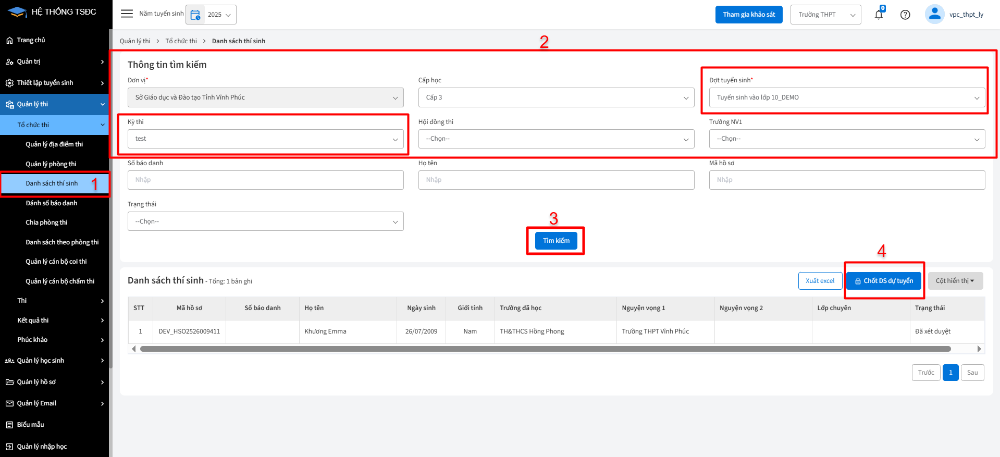 HỆ THỐNG TSĐC
Năm tuyển sinh
2025
Tham gia khảo sát
Trường THPT
0
vpc_thpt_ly
Trang chủ
Quản trị
Thiết lập tuyển sinh
Quản lý thi
Tổ chức thi
Quản lý địa điểm thi
Quản lý phòng thi
Danh sách thí sinh
1
Đánh số báo danh
Chia phòng thi
Danh sách theo phòng thi
Quản lý cán bộ coi thi
Quản lý cán bộ chấm thi
Thi
Kết quả thi
Phúc khảo
Quản lý học sinh
Quản lý hồ sơ
Quản lý Email
Biểu mẫu
Quản lý nhập học
Quản lý thi > Tổ chức thi > Danh sách thí sinh
2
Thông tin tìm kiếm
Đơn vị*
Sở Giáo dục và Đào tạo Tỉnh Vĩnh Phúc
Cấp học
Cấp 3
Đợt tuyển sinh*
Tuyển sinh vào lớp 10_DEMO
Kỳ thi
test
Hội đồng thi
--Chọn--
Trường NV1
--Chọn--
Số báo danh
Nhập
Họ tên
Nhập
Mã hồ sơ
Nhập
Trạng thái
--Chọn--
3
Tìm kiếm
4
Danh sách thí sinh - Tổng: 1 bản ghi
Xuất excel
Chốt DS dự tuyển
Cột hiển thị
STT Mã hồ sơ Số báo danh Họ tên Ngày sinh Giới tính Trường đã học Nguyện vọng 1 Nguyện vọng 2 Lớp chuyên Trạng thái
1 DEV_HSO2526009411 Khương Emma 26/07/2009 Nam TH&THCS Hồng Phong Trường THPT Vĩnh Phúc Đã xét duyệt
Trước 1 Sau